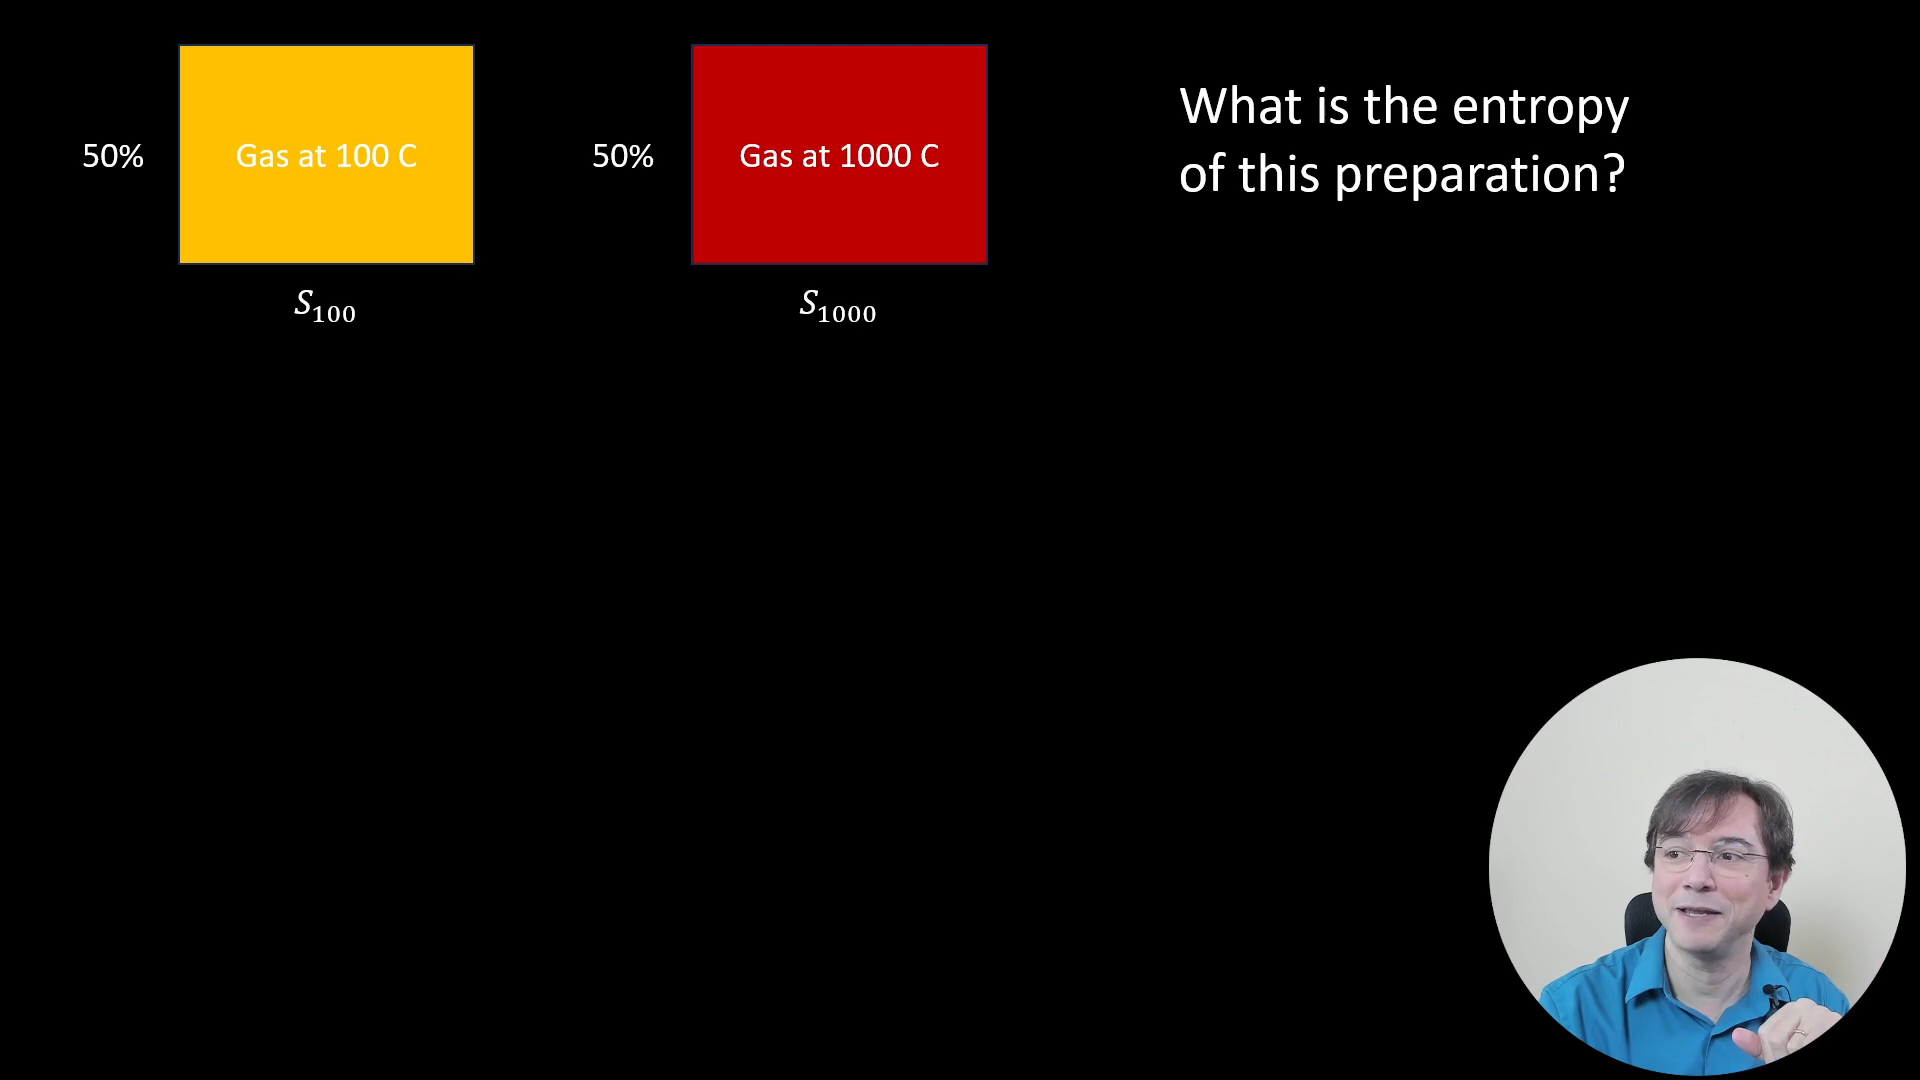 What is the entropy
of this preparation?
50%
Gas at 100 C
50%
Gas at 1000 C
S₁₀₀
S₁₀₀₀